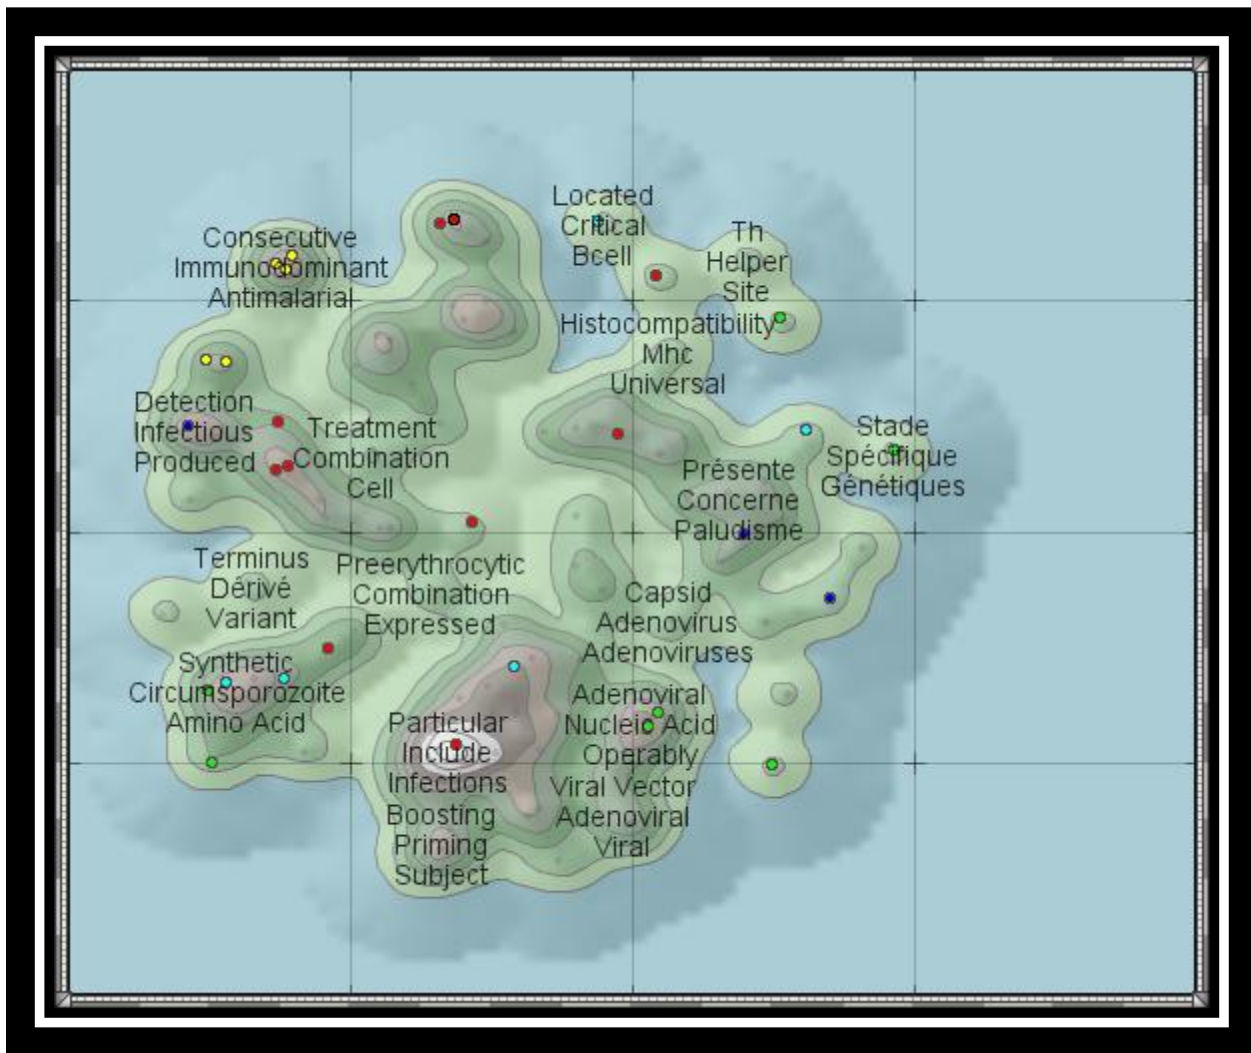 Located
Critical
Bcell
Consecutive
Immunodominant
Antimalarial
Th
Helper
Site
Histocompatibility
Mhc
Universal
Detection
Infectious
Produced
Treatment
Combination
Cell
Stade
Spécifique
Génétiques
Présente
Concerne
Paludisme
Terminus
Dérivé
Variant
Preerythrocytic
Combination
Expressed
Capsid
Adenovirus
Adenoviruses
Synthetic
Circumsporozoite
Amino Acid
Particular
Include
Infections
Adenoviral
Nucleic Acid
Operably
Boosting
Priming
Subject
Viral Vector
Adenoviral
Viral